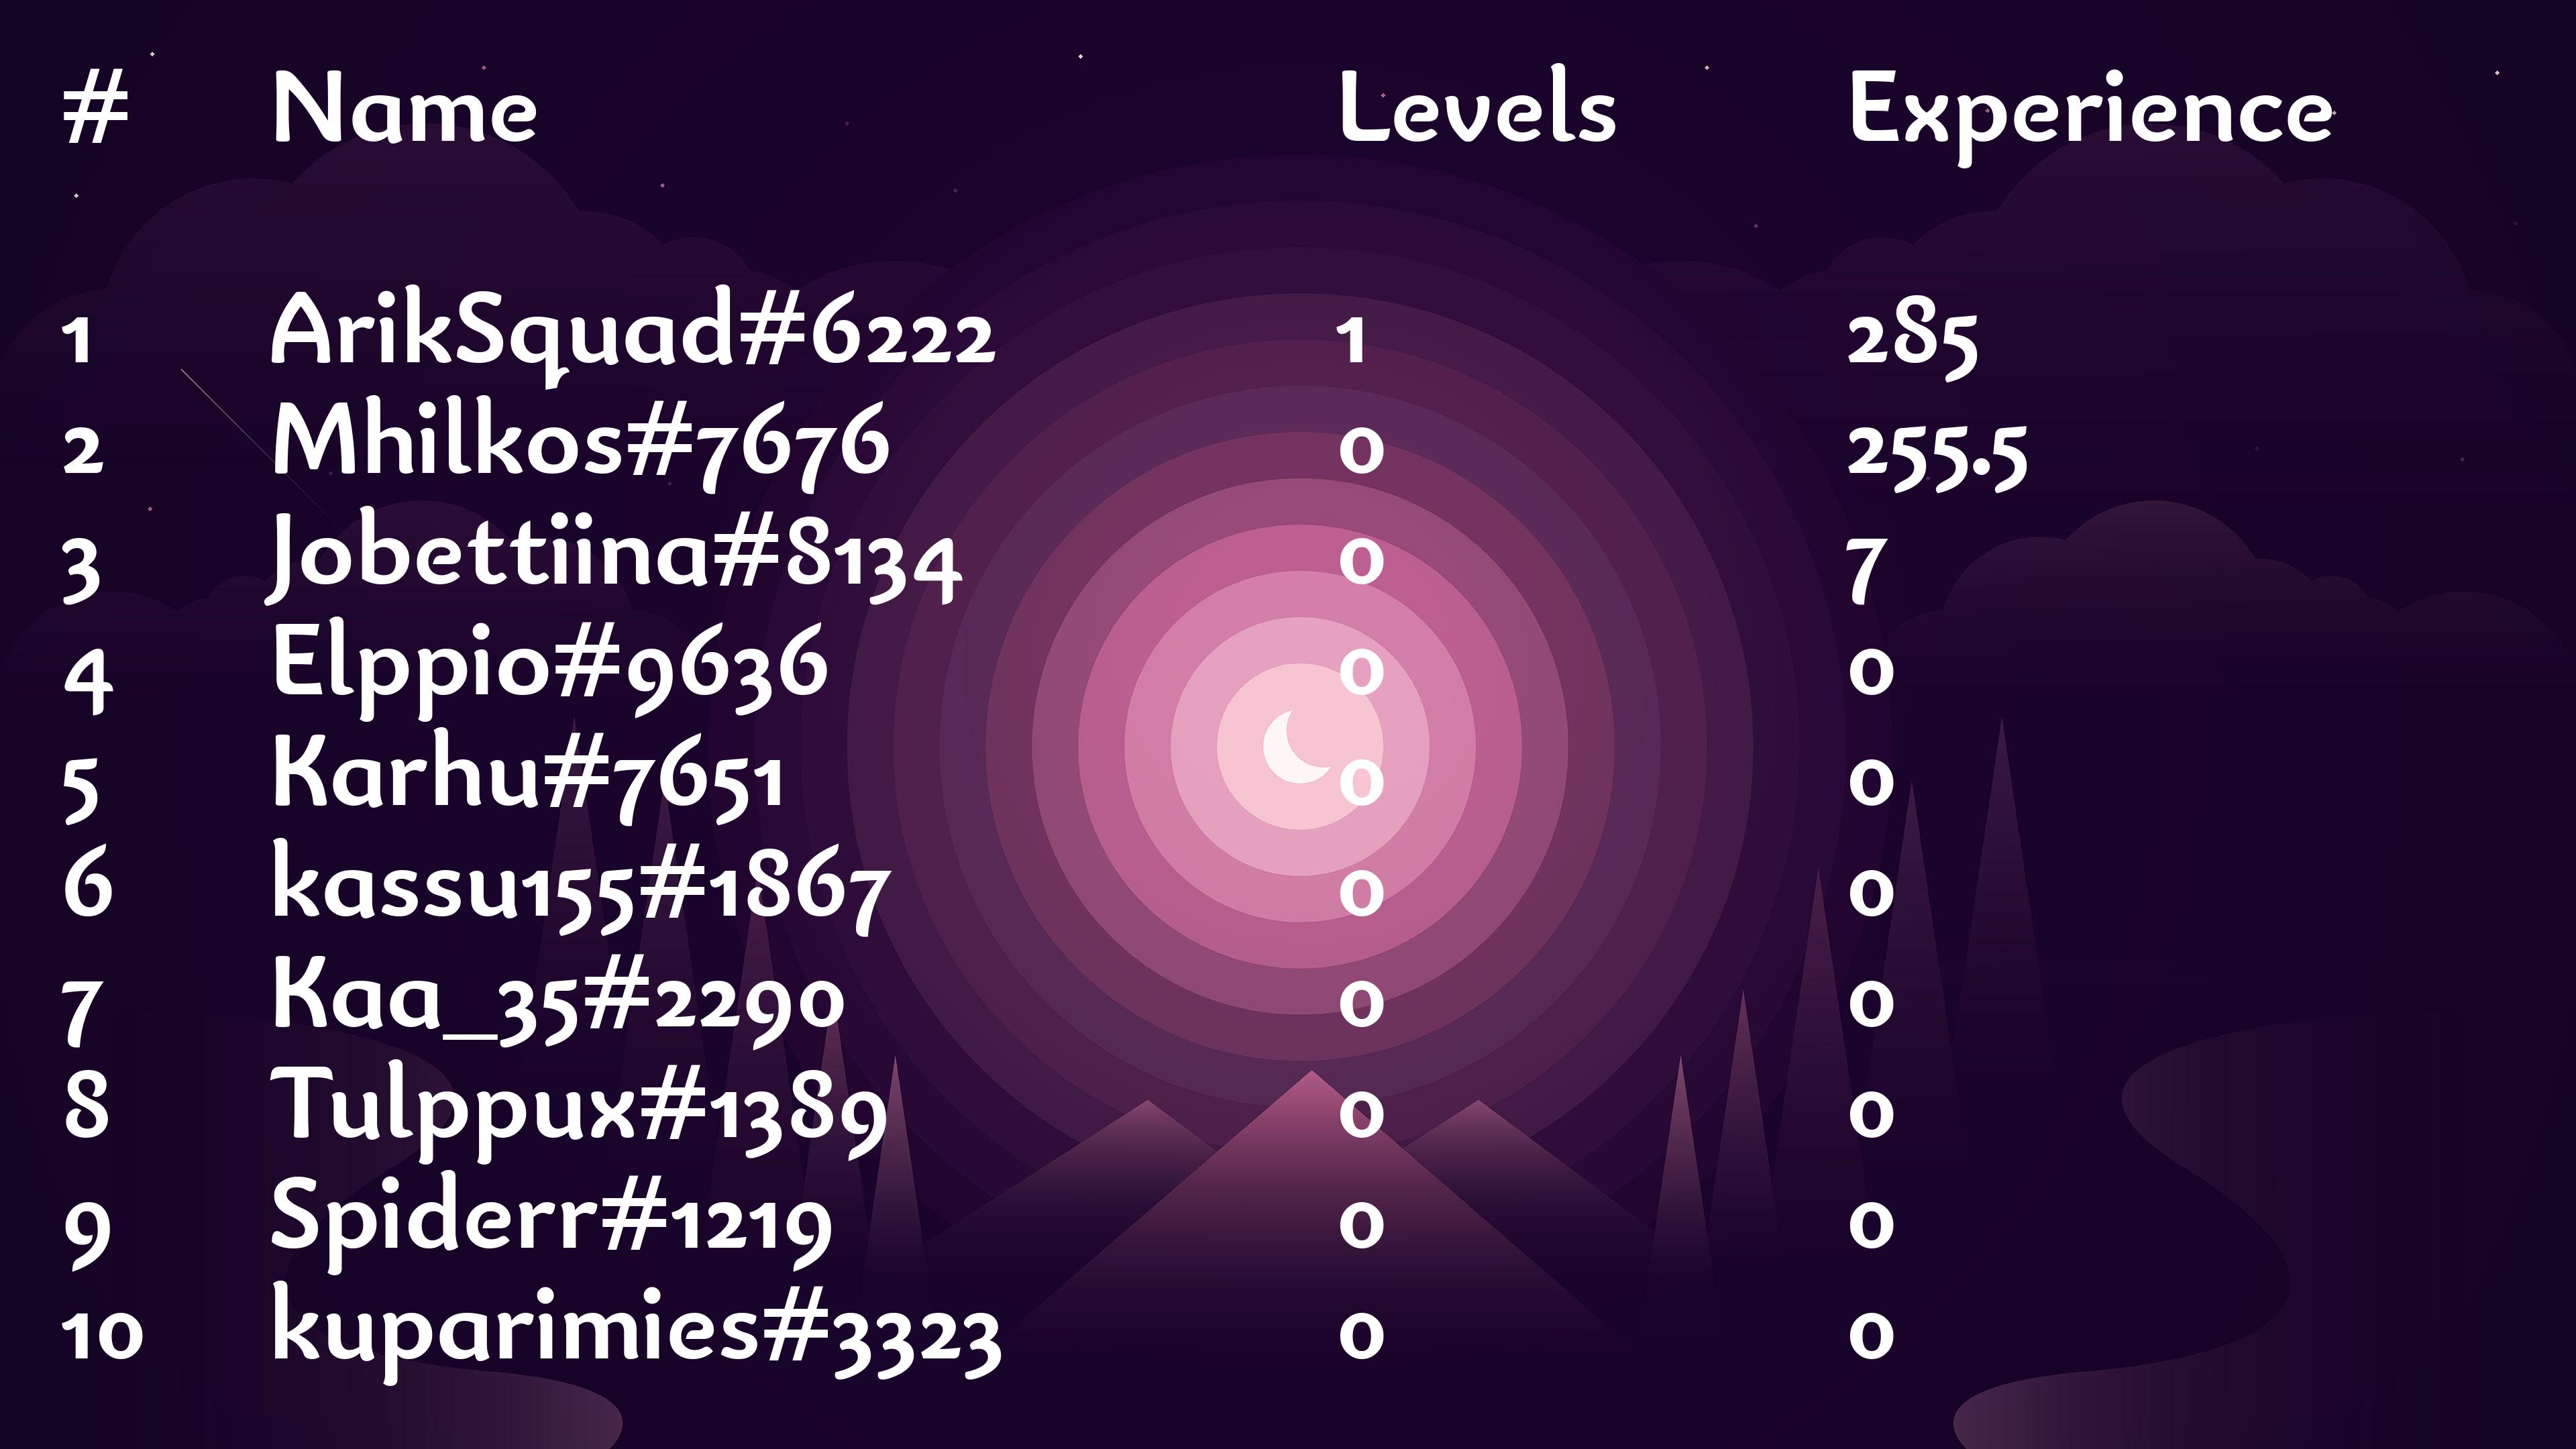 # Name Levels Experience
1 ArikSquad#6222 1 285
2 Mhilkos#7676 0 255.5
3 Jobettiina#8134 0 7
4 Elppio#9636 0 0
5 Karhu#7651 0 0
6 kassu155#1867 0 0
7 Kaa_35#2290 0 0
8 Tulppux#1389 0 0
9 Spiderr#1219 0 0
10 kuparimies#3323 0 0